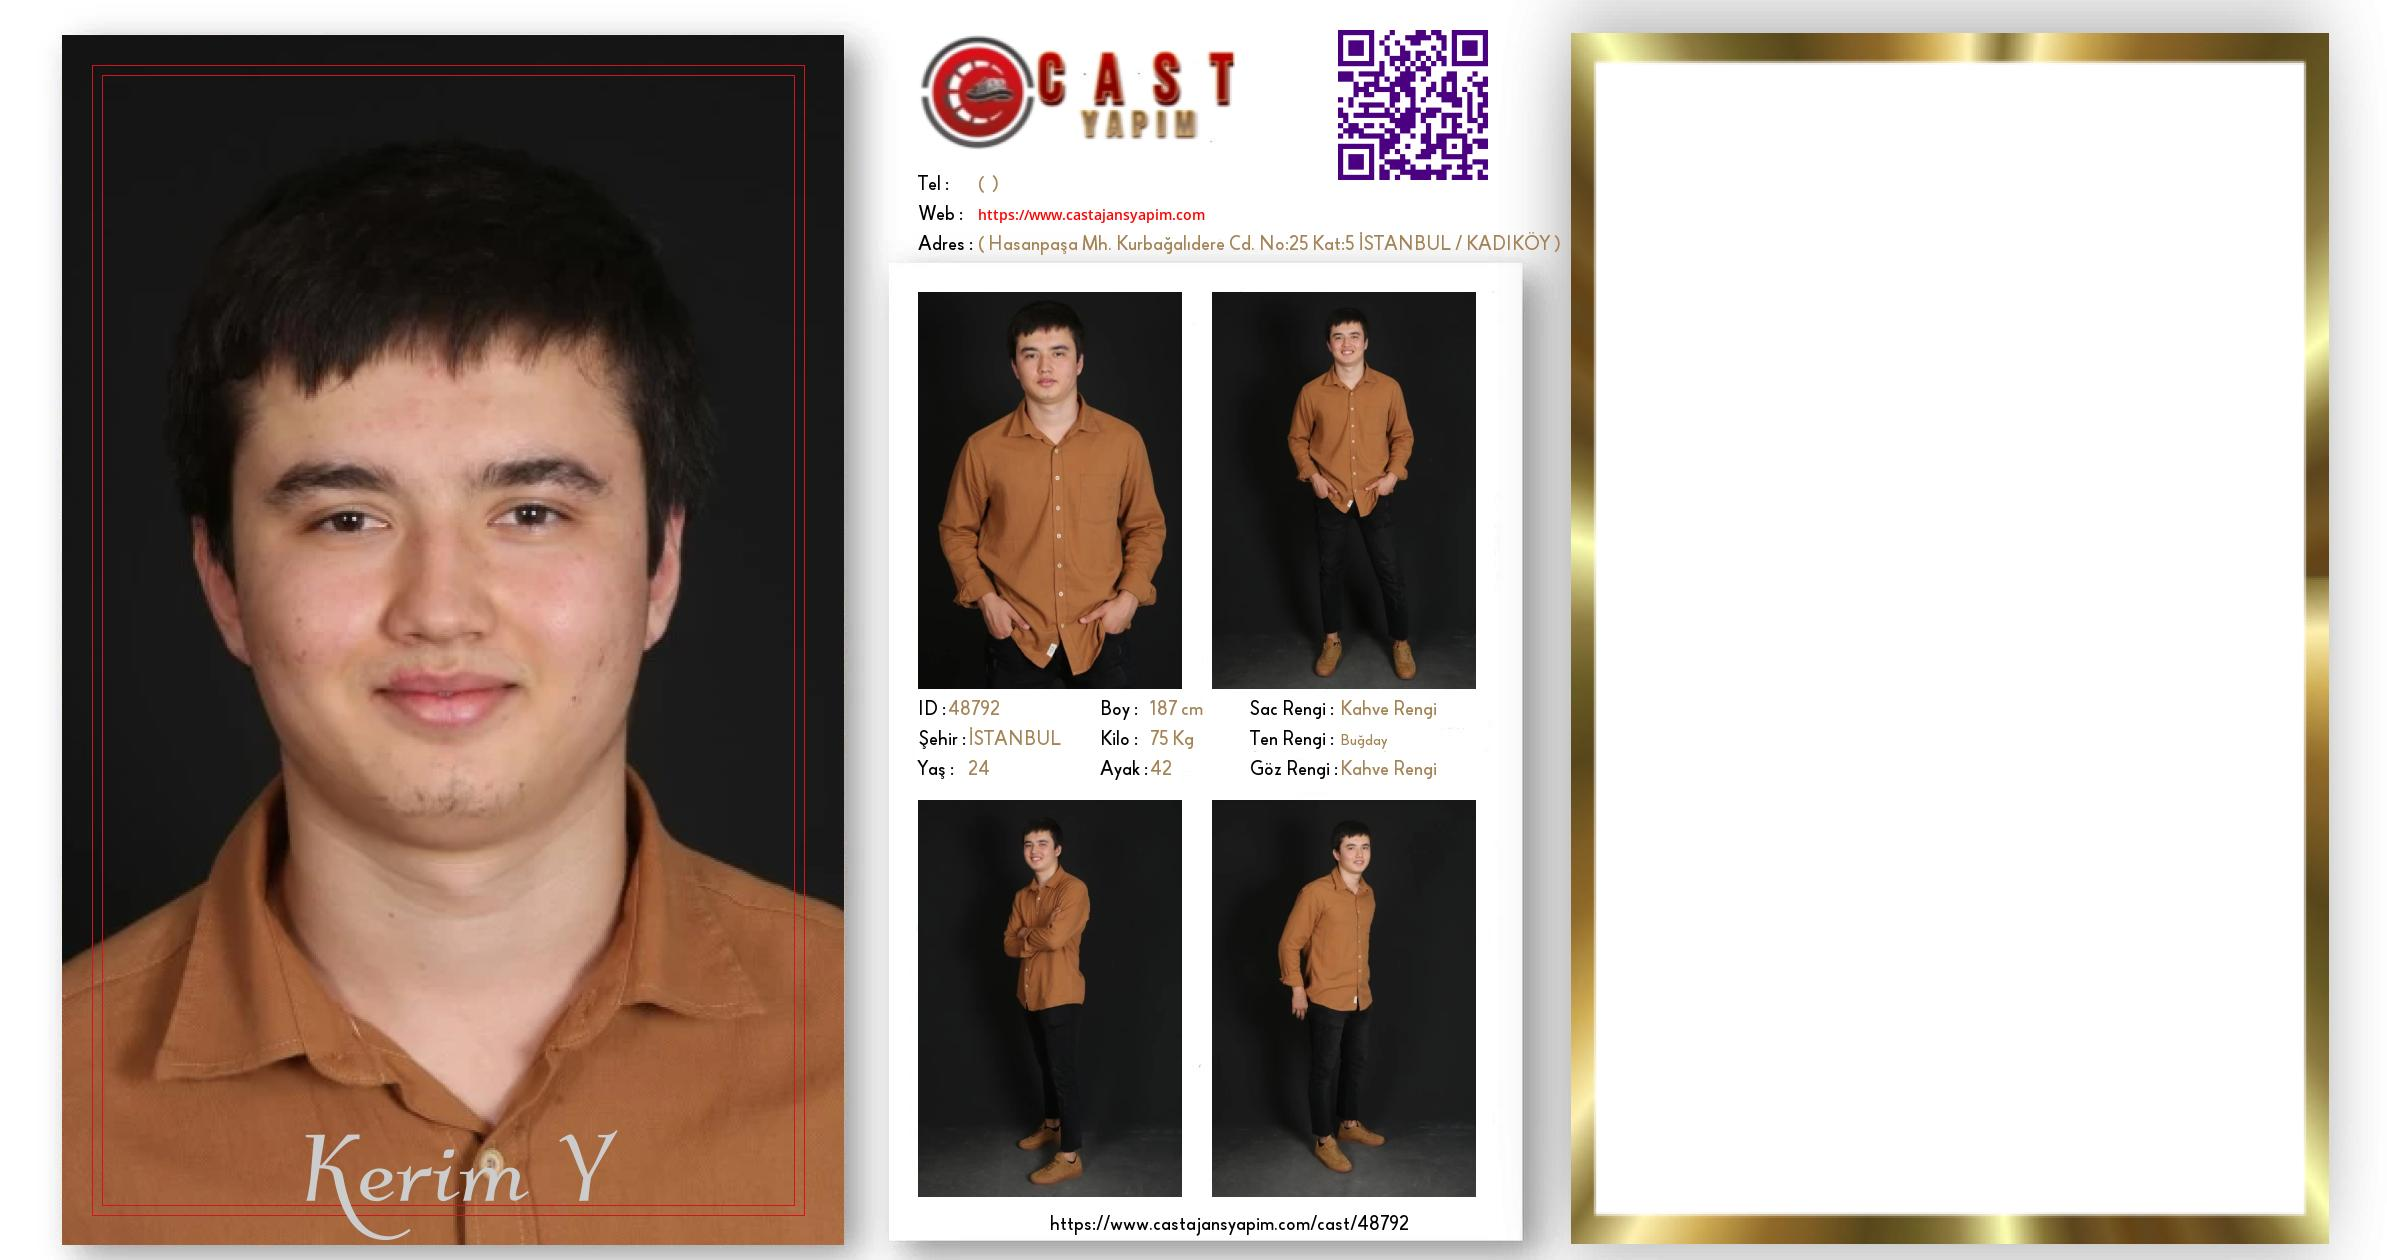 Kerim Y
CAST
YAPIM
Tel : ( )
Web : https://www.castajansyapim.com
Adres : ( Hasanpaşa Mh. Kurbağalıdere Cd. No:25 Kat:5 İSTANBUL / KADIKÖY )
ID : 48792 Boy : 187 cm Sac Rengi : Kahve Rengi
Şehir : İSTANBUL Kilo : 75 Kg Ten Rengi : Buğday
Yaş : 24 Ayak : 42 Göz Rengi : Kahve Rengi
https://www.castajansyapim.com/cast/48792